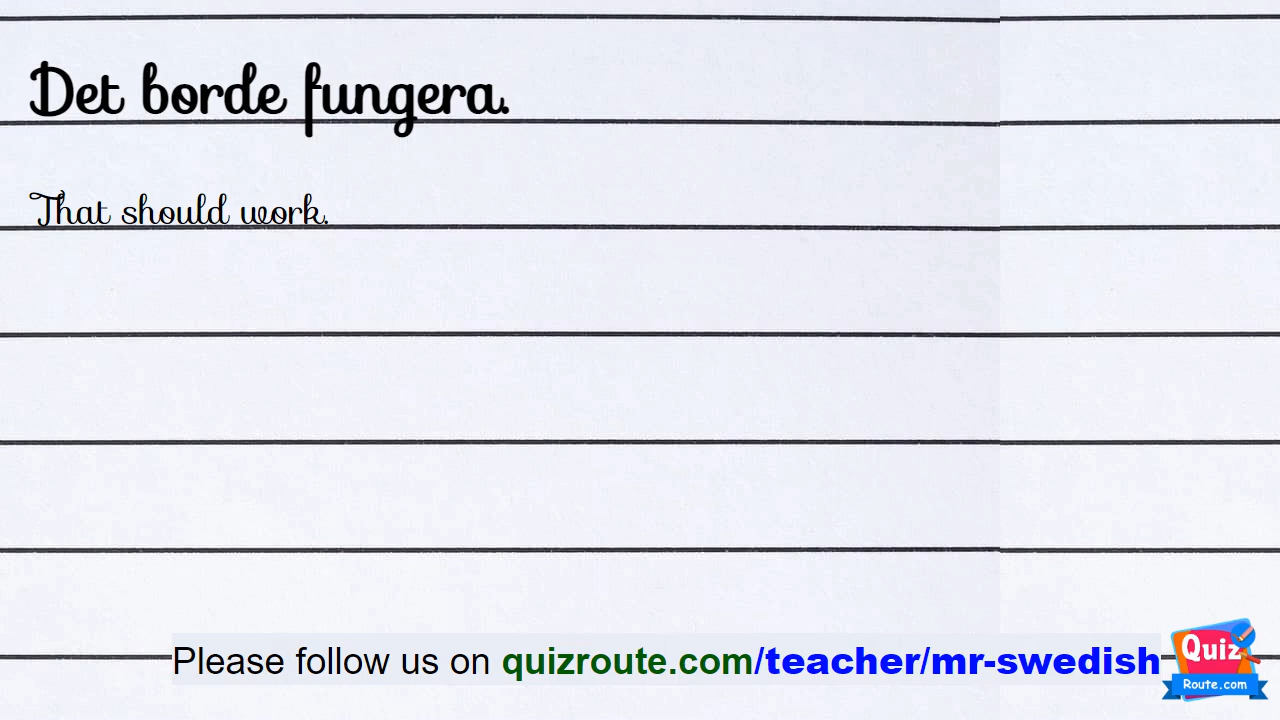 Det borde fungera.
That should work.
Please follow us on quizroute.com/teacher/mr-swedish
Quiz
Route.com